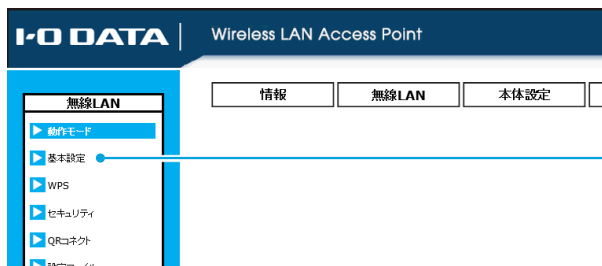 I-O DATA
Wireless LAN Access Point
情報
無線LAN
本体設定
無線LAN
動作モード
基本設定
WPS
セキュリティ
QRコネクト